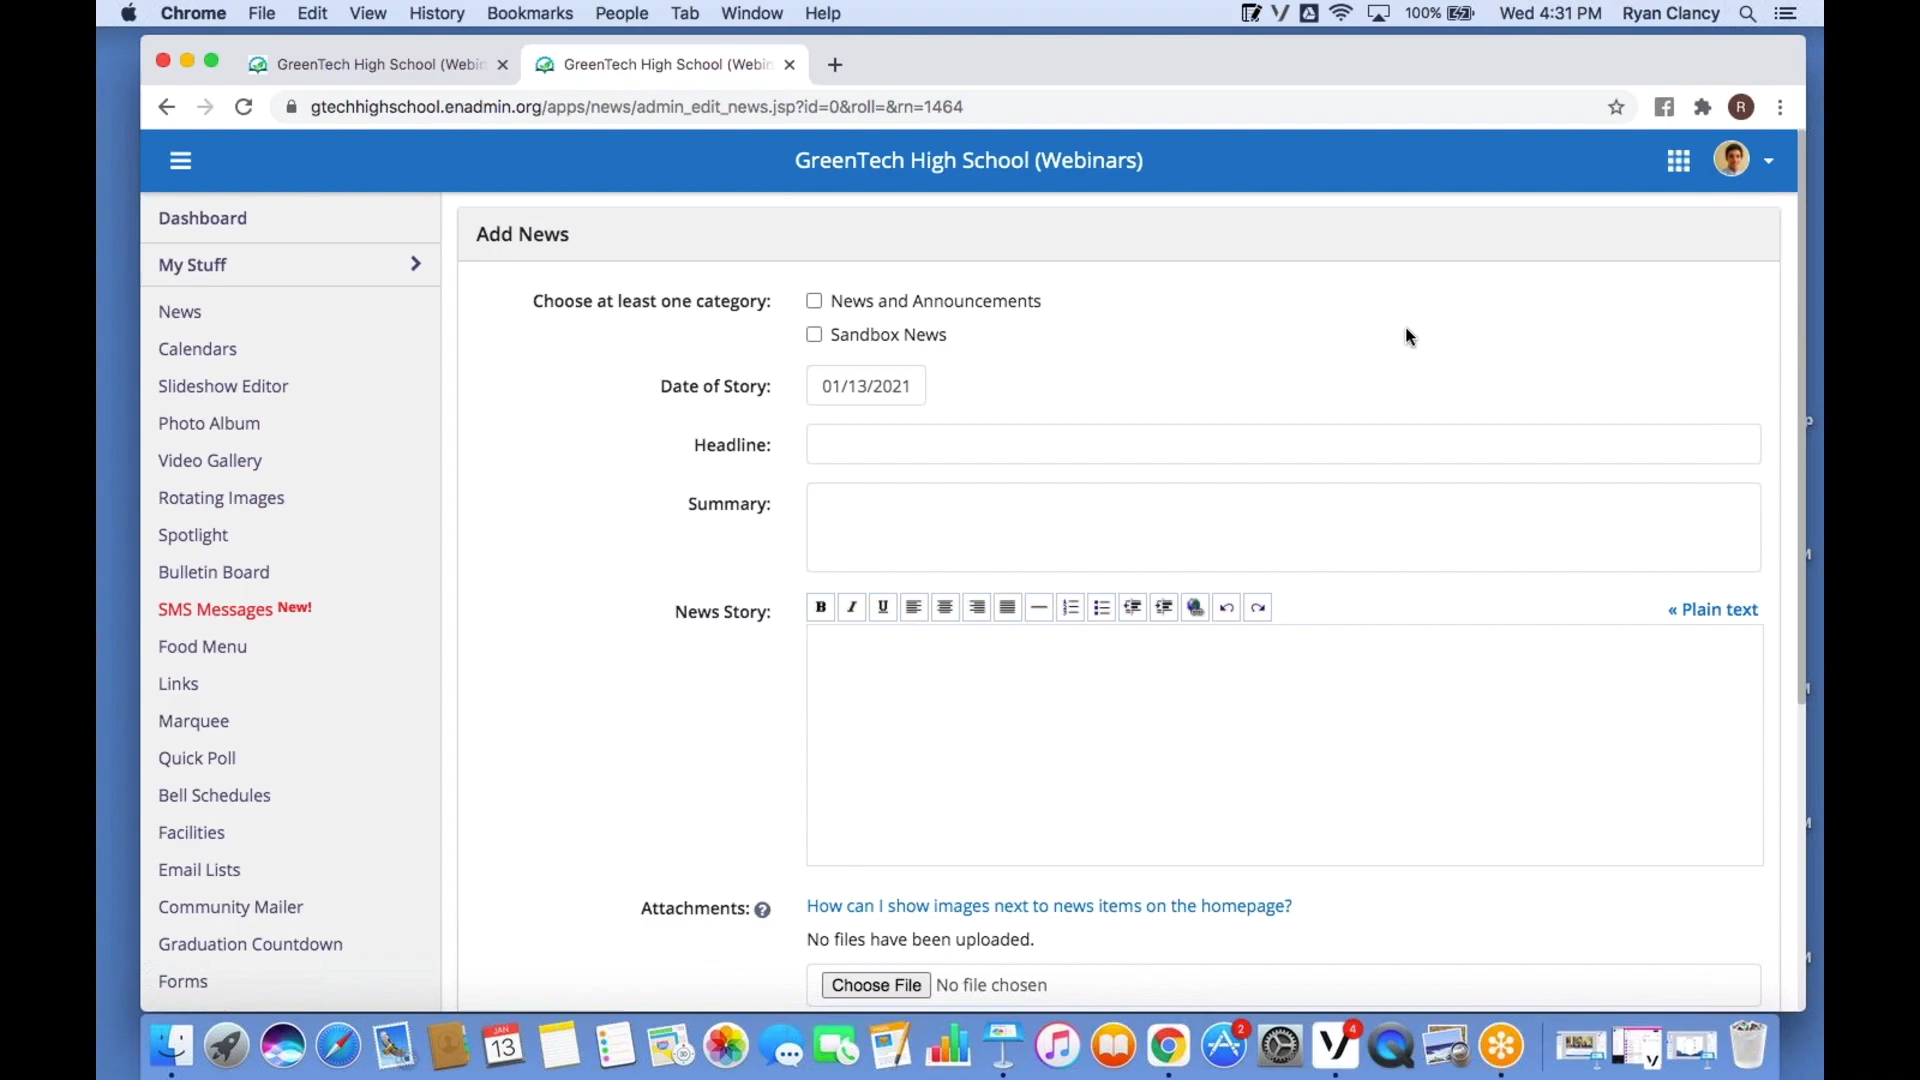 Chrome File Edit View History Bookmarks People Tab Window Help 100% Wed 4:31 PM Ryan Clancy
GreenTech High School (Webin GreenTech High School (Webin
gtechhighschool.enadmin.org/apps/news/admin_edit_news.jsp?id=0&roll=&rn=1464 R
GreenTech High School (Webinars)
Dashboard
My Stuff
News
Calendars
Slideshow Editor
Photo Album
Video Gallery
Rotating Images
Spotlight
Bulletin Board
SMS Messages New!
Food Menu
Links
Marquee
Quick Poll
Bell Schedules
Facilities
Email Lists
Community Mailer
Graduation Countdown
Forms
Add News
Choose at least one category: News and Announcements
Sandbox News
Date of Story: 01/13/2021
Headline:
Summary:
News Story: B I U « Plain text
Attachments: ? How can I show images next to news items on the homepage?
No files have been uploaded.
Choose File No file chosen
JAN
13
2
4